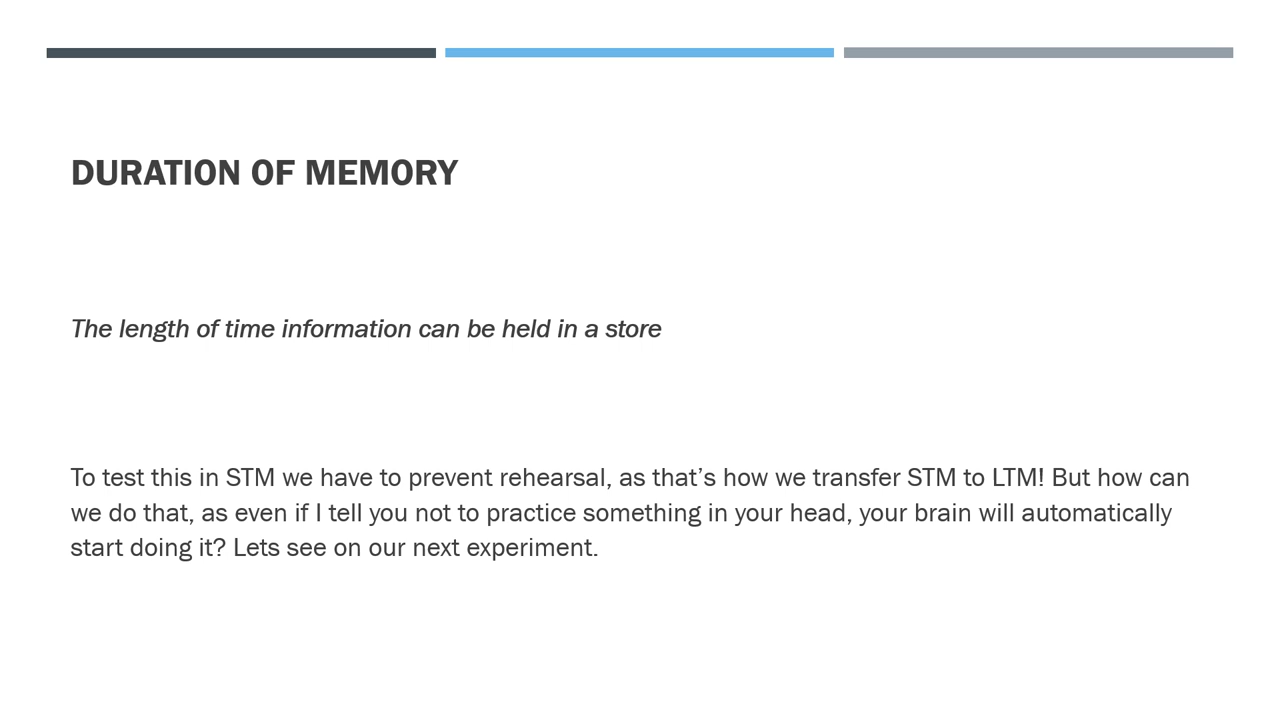 DURATION OF MEMORY
The length of time information can be held in a store
To test this in STM we have to prevent rehearsal, as that’s how we transfer STM to LTM! But how can
we do that, as even if I tell you not to practice something in your head, your brain will automatically
start doing it? Lets see on our next experiment.